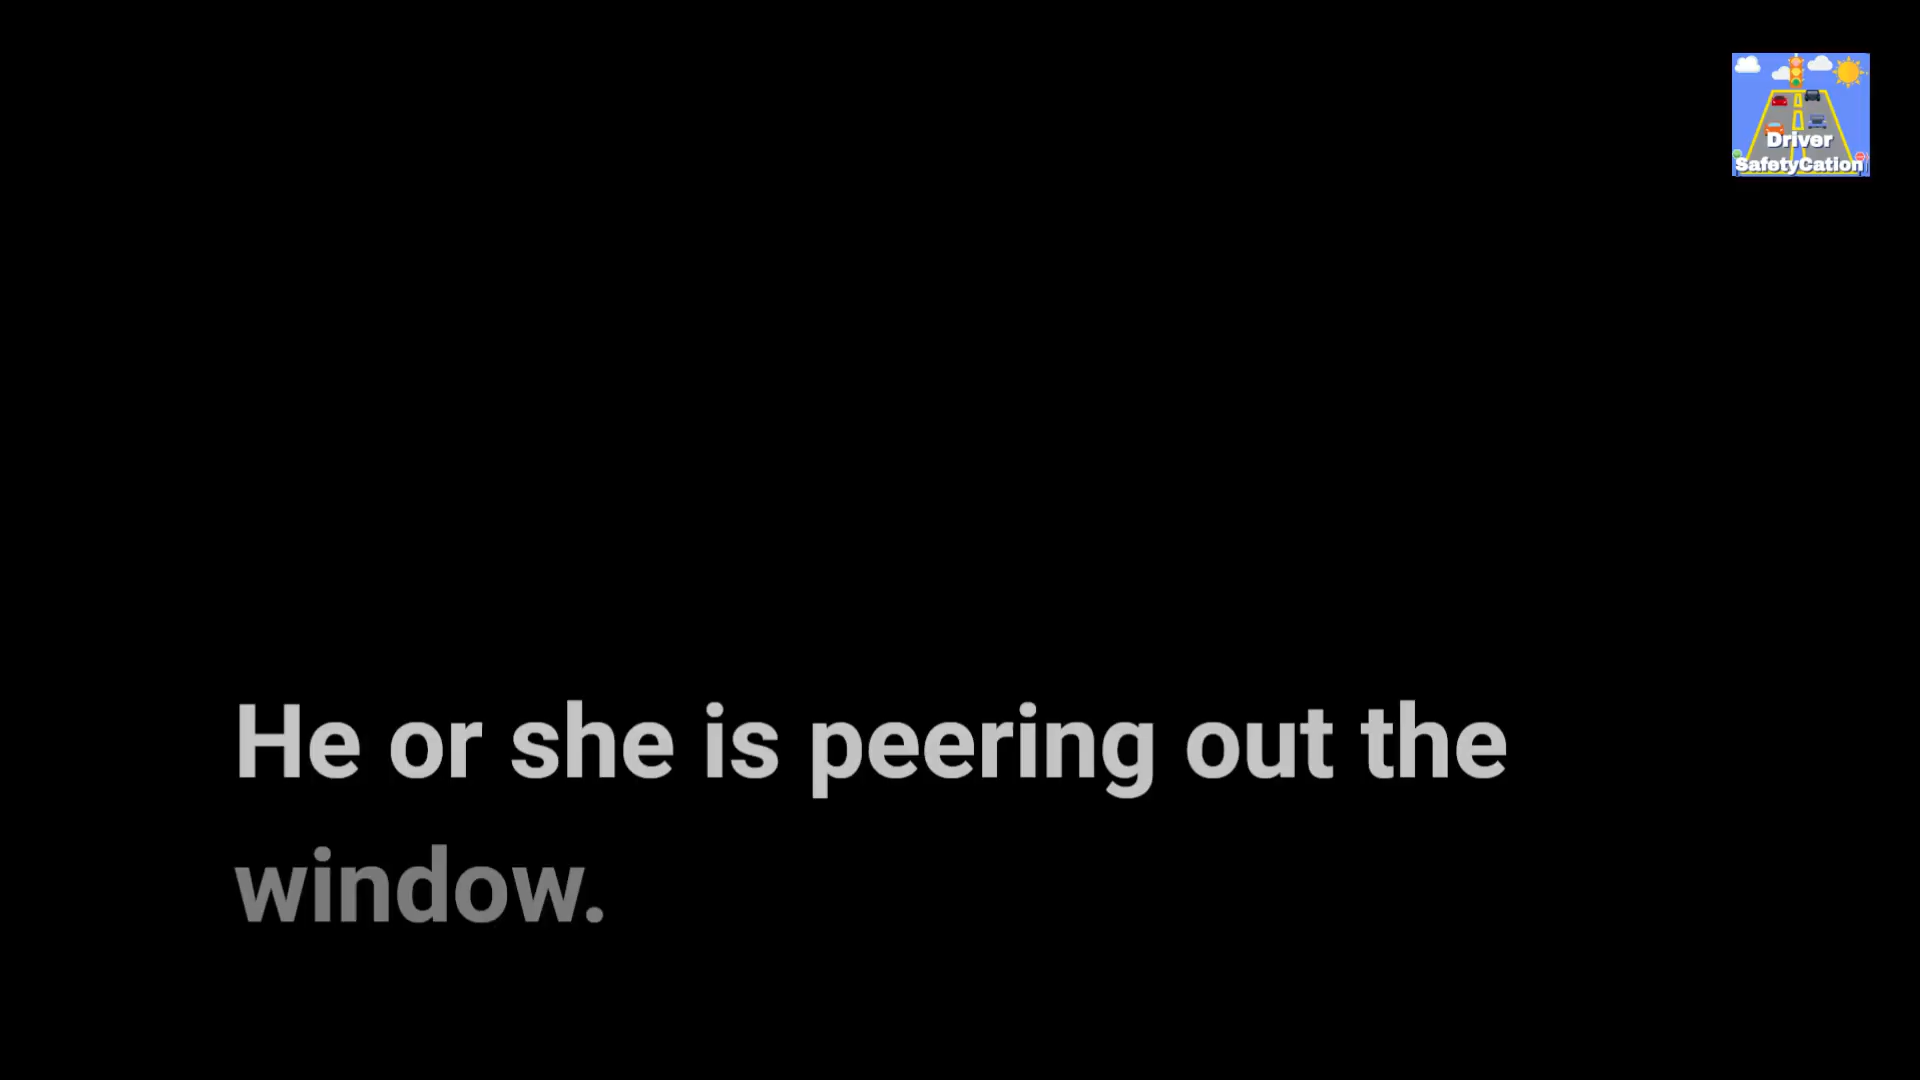 Driver
SafetyCation
He or she is peering out the
window.